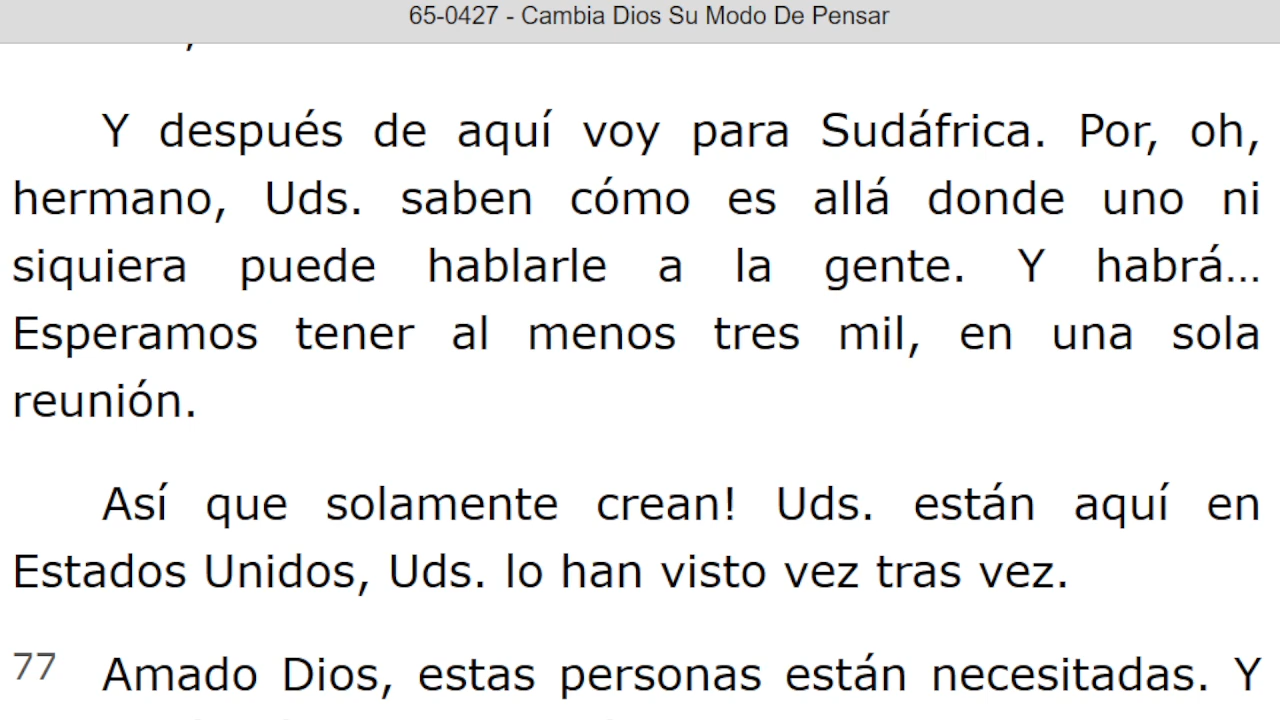 65-0427 - Cambia Dios Su Modo De Pensar
Y después de aquí voy para Sudáfrica. Por, oh,
hermano, Uds. saben cómo es allá donde uno ni
siquiera puede hablarle a la gente. Y habrá…
Esperamos tener al menos tres mil, en una sola
reunión.
Así que solamente crean! Uds. están aquí en
Estados Unidos, Uds. lo han visto vez tras vez.
77 Amado Dios, estas personas están necesitadas. Y